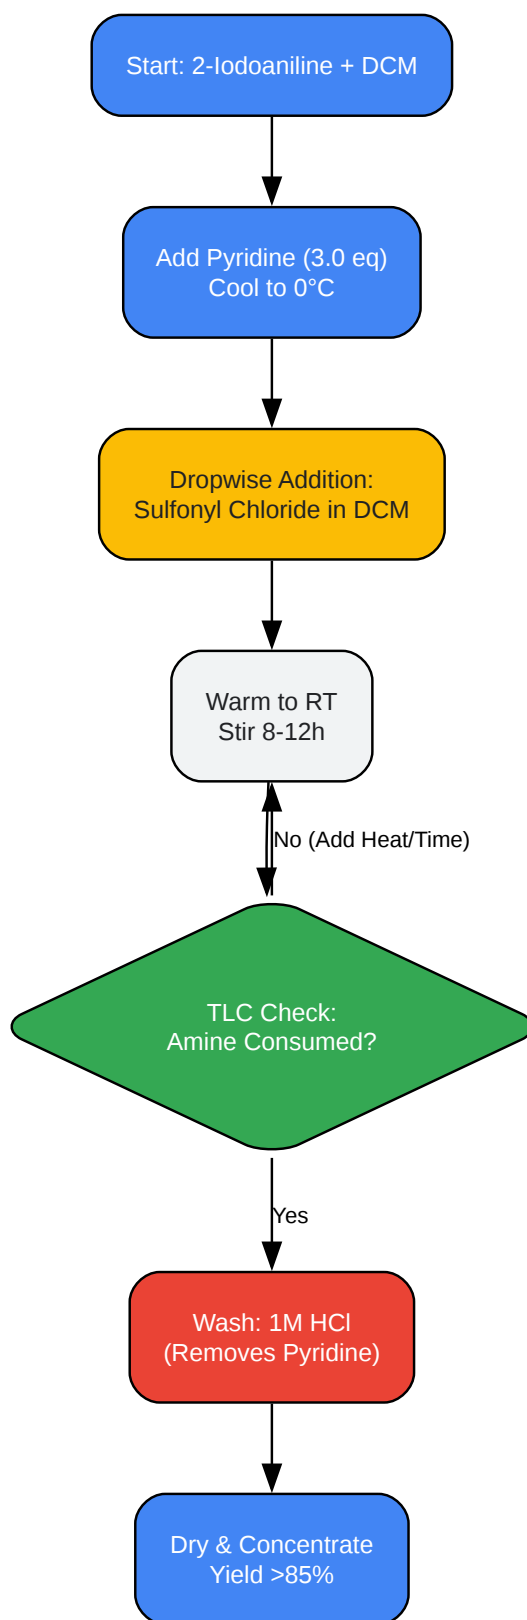 Start: 2-Iodoaniline + DCM
Add Pyridine (3.0 eq)
Cool to 0°C
Dropwise Addition:
Sulfonyl Chloride in DCM
Warm to RT
Stir 8-12h
No (Add Heat/Time)
TLC Check:
Amine Consumed?
Yes
Wash: 1M HCl
(Removes Pyridine)
Dry & Concentrate
Yield >85%